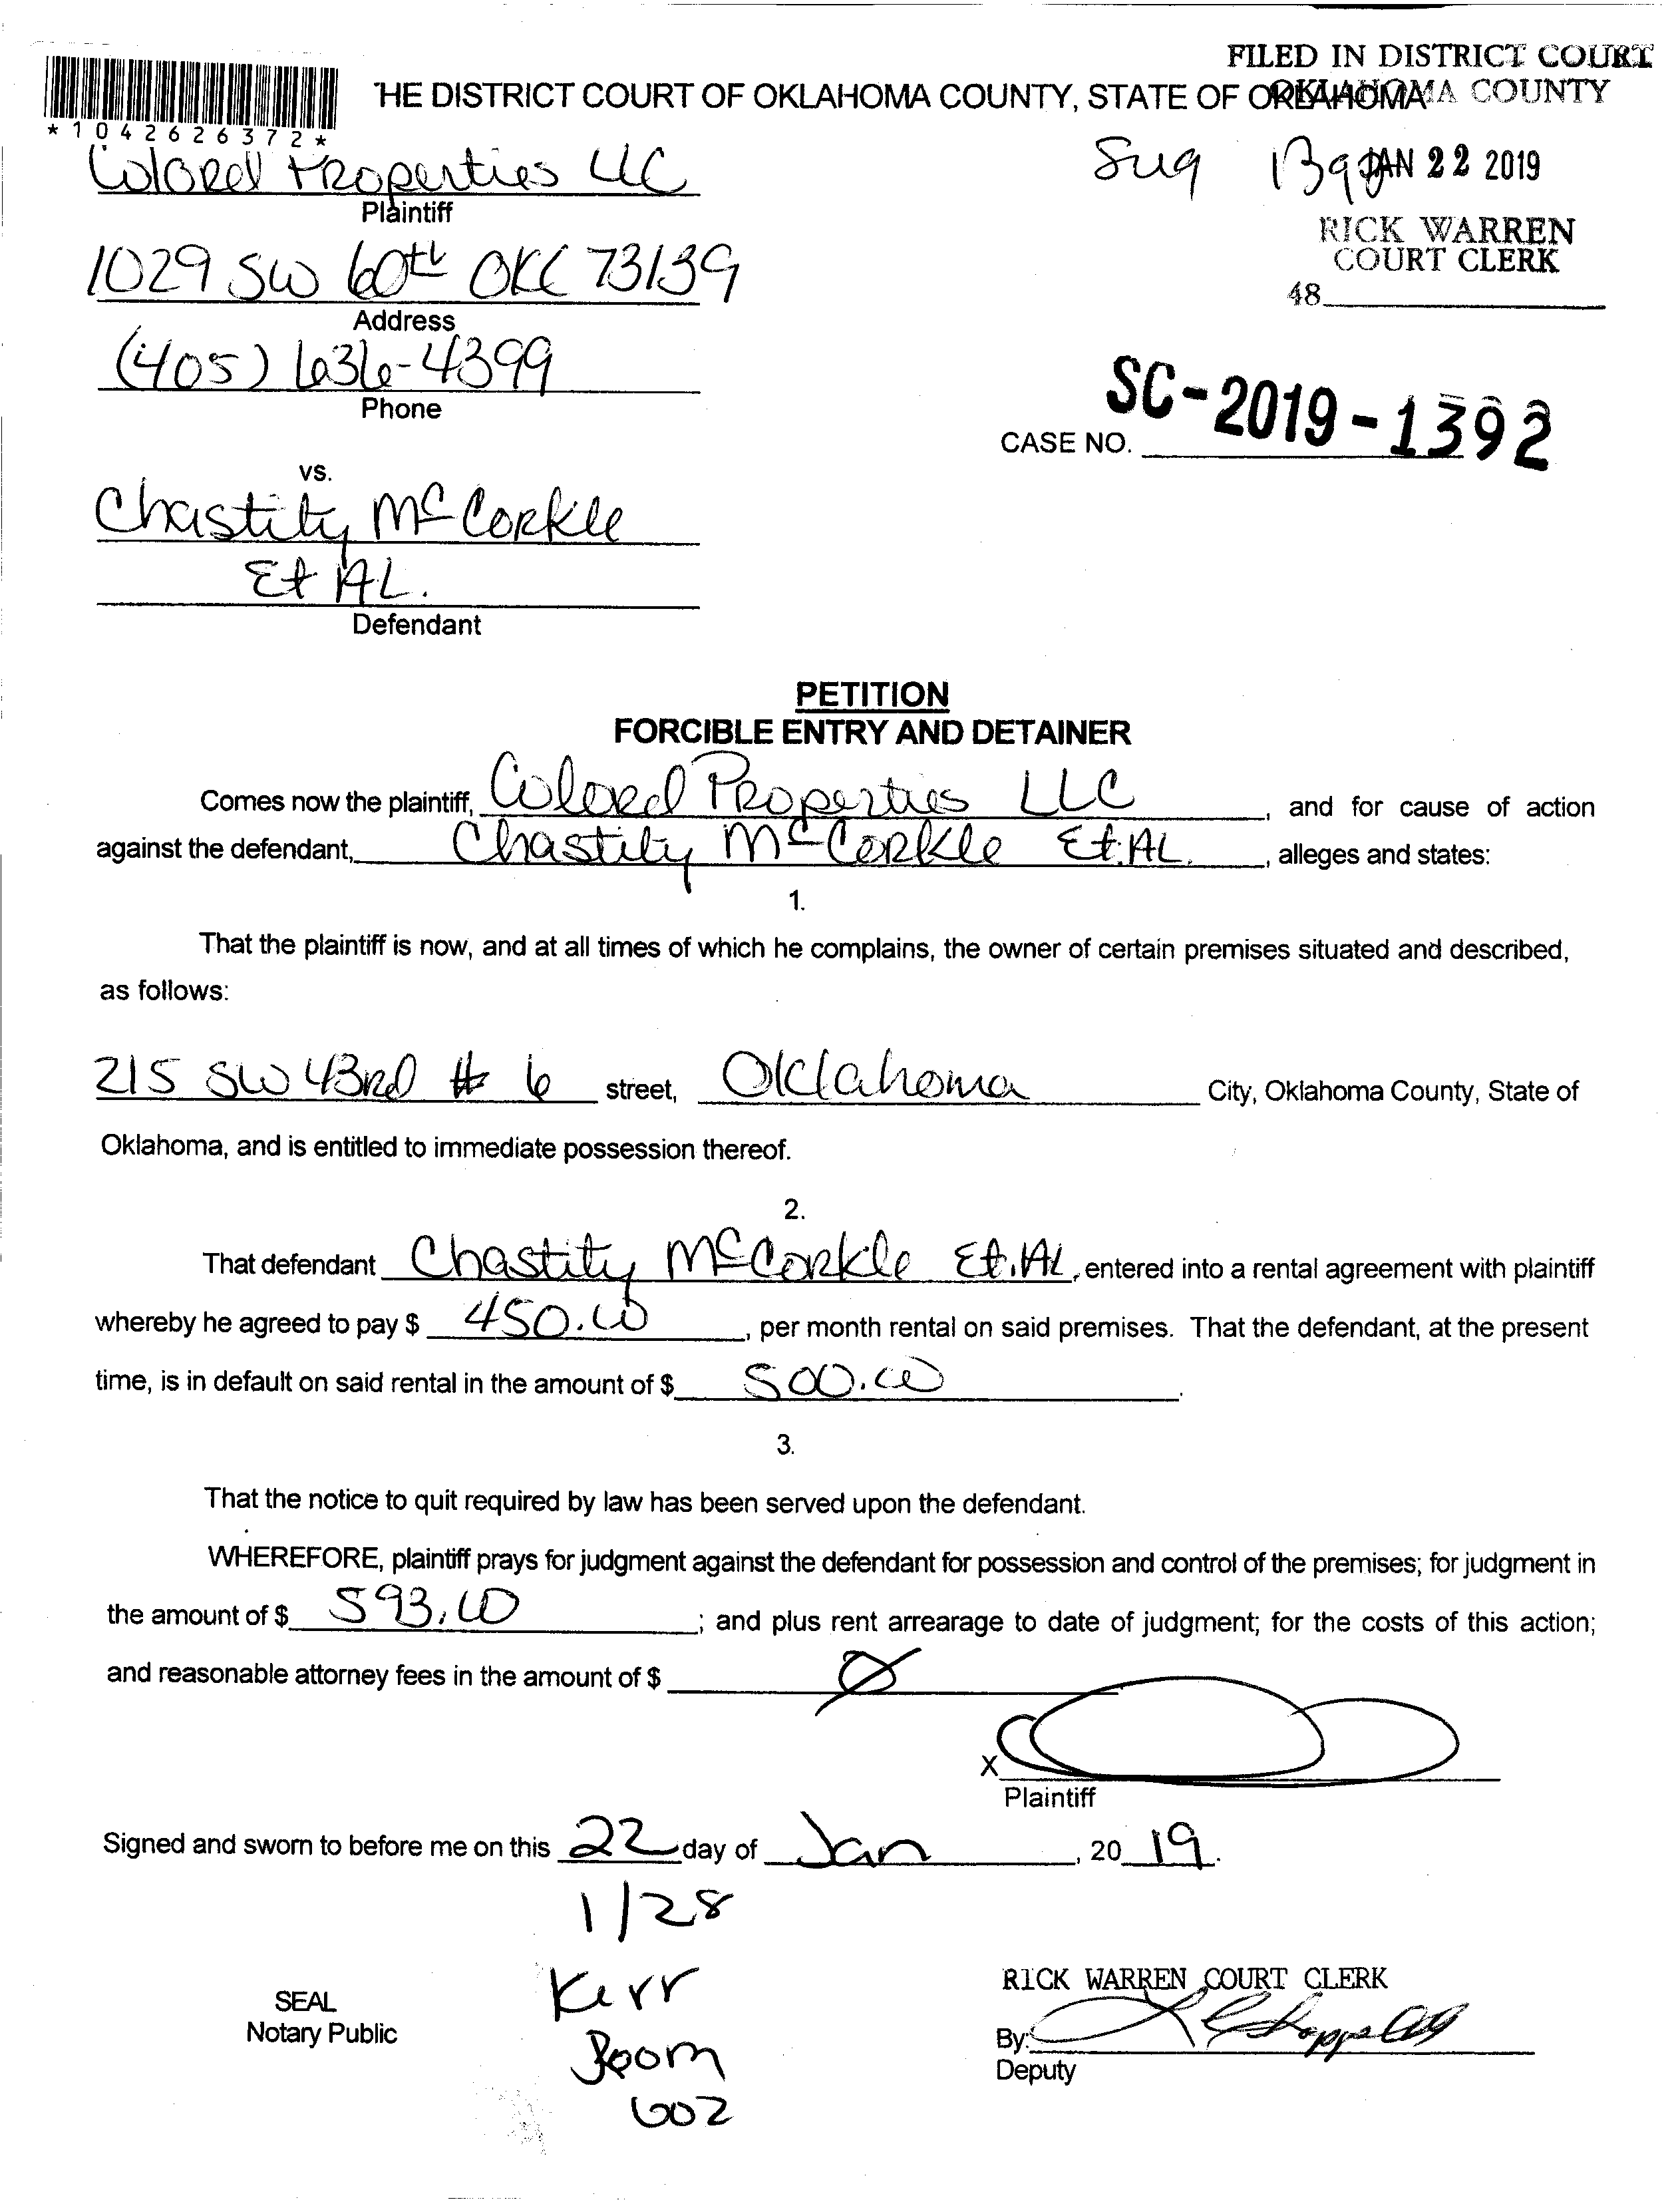 FILED IN DISTRICT COURT
OKLAHOMA COUNTY
*1042626372*
THE DISTRICT COURT OF OKLAHOMA COUNTY, STATE OF OKLAHOMA
Colored Properties LLC
Plaintiff
JAN 22 2019
RICK WARREN
COURT CLERK
48
1029 SW 60th OKC 73139
Address
(405) 636-4399
Phone
CASE NO. SC-2019-1392
vs.
Chastity McCorkle
Et AL.
Defendant
PETITION
FORCIBLE ENTRY AND DETAINER
Comes now the plaintiff, Colored Properties LLC, and for cause of action
against the defendant, Chastity McCorkle Et.AL., alleges and states:
1.
That the plaintiff is now, and at all times of which he complains, the owner of certain premises situated and described,
as follows:
215 SW 43rd # 6 street, Oklahoma City, Oklahoma County, State of
Oklahoma, and is entitled to immediate possession thereof.
2.
That defendant Chastity McCorkle Et.AL, entered into a rental agreement with plaintiff
whereby he agreed to pay $ 450.00, per month rental on said premises. That the defendant, at the present
time, is in default on said rental in the amount of $ 500.00.
3.
That the notice to quit required by law has been served upon the defendant.
WHEREFORE, plaintiff prays for judgment against the defendant for possession and control of the premises; for judgment in
the amount of $ 593.00; and plus rent arrearage to date of judgment; for the costs of this action;
and reasonable attorney fees in the amount of $ Ø
X
Plaintiff
Signed and sworn to before me on this 22 day of Jan, 20 19.
1/28
Kerr
Room
602
SEAL
Notary Public
RICK WARREN COURT CLERK
By:
Deputy